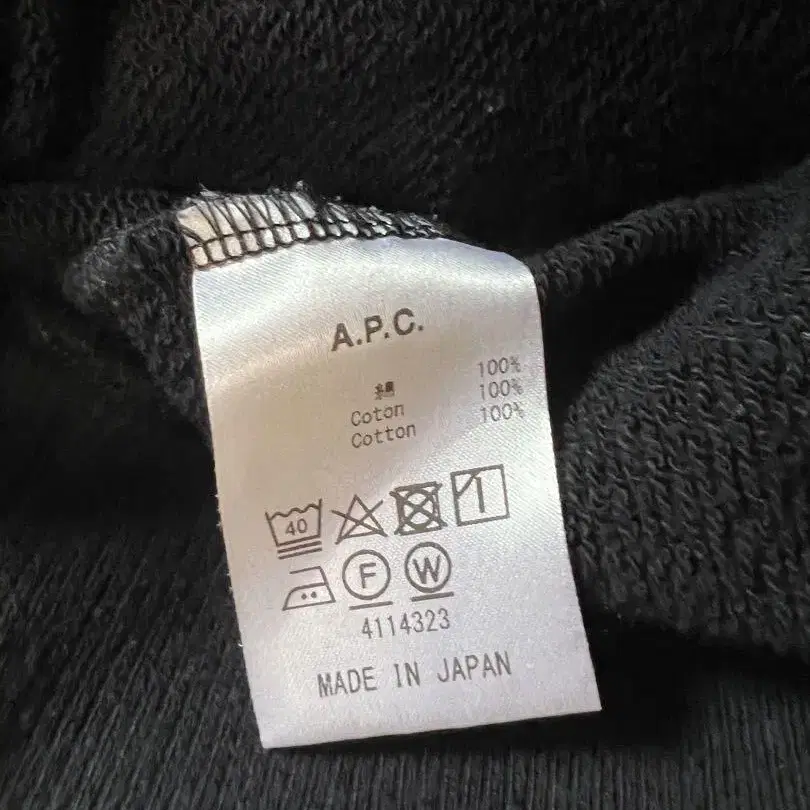 A.P.C.
綿 100%
Coton 100%
Cotton 100%
40
F W
4114323
MADE IN JAPAN